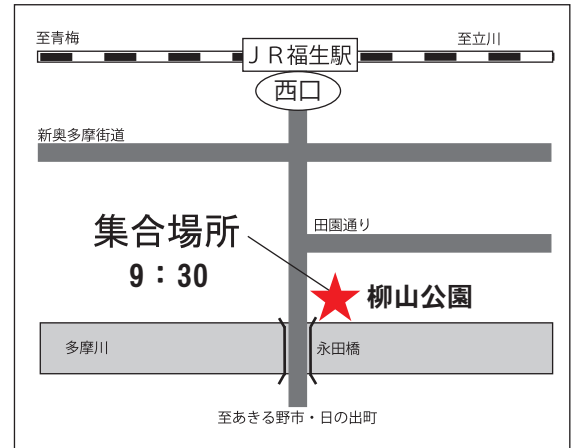 至青梅
至立川
ＪＲ福生駅
西口
新奥多摩街道
集合場所
9：30
田園通り
柳山公園
多摩川
永田橋
至あきる野市・日の出町